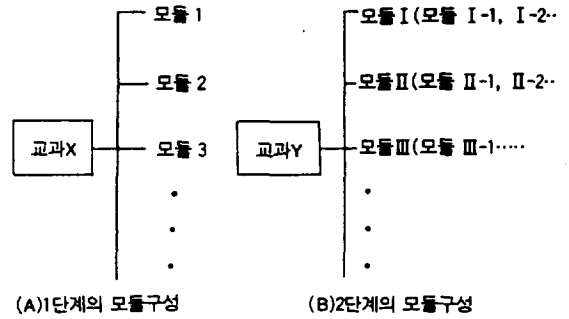 모듈 1
모듈 2
교과X
모듈 3
(A)1단계의 모듈구성
모듈Ⅰ(모듈 Ⅰ-1, Ⅰ-2··
모듈Ⅱ(모듈 Ⅱ-1, Ⅱ-2··
교과Y
모듈Ⅲ(모듈 Ⅲ-1·····
(B)2단계의 모듈구성